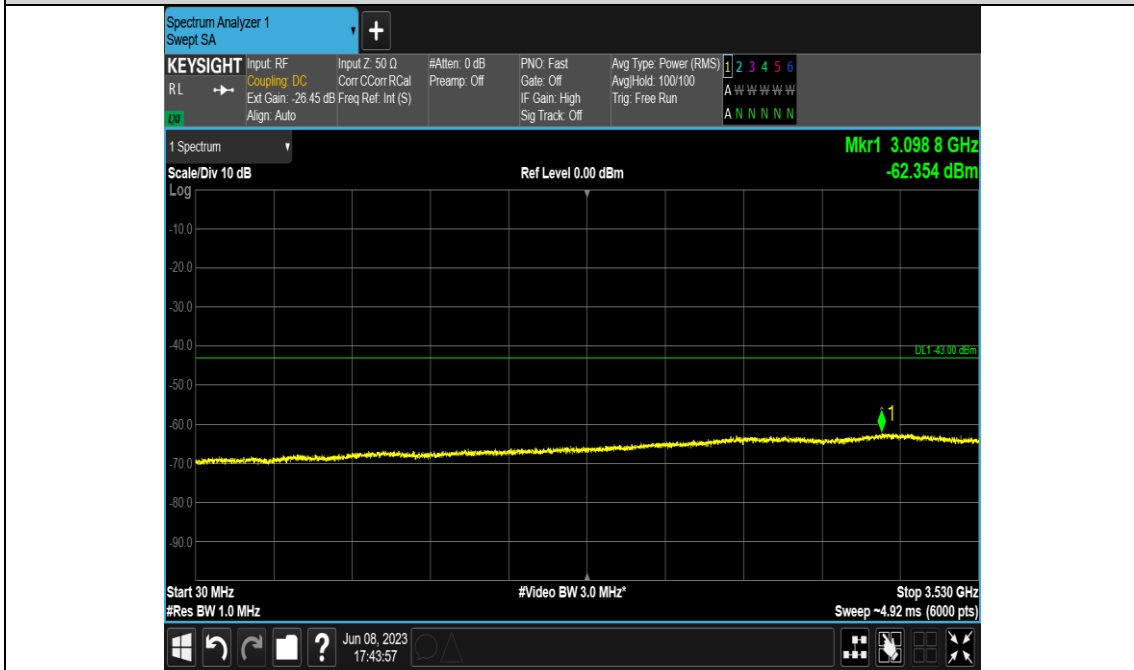 Spectrum Analyzer 1
Swept SA
+
KEYSIGHT
RL
LXI
Input: RF
Coupling: DC
Ext Gain: -26.45 dB
Align: Auto
Input Z: 50 Ω
Corr CCorr RCal
Freq Ref: Int (S)
#Atten: 0 dB
Preamp: Off
PNO: Fast
Gate: Off
IF Gain: High
Sig Track: Off
Avg Type: Power (RMS)
Avg|Hold: 100/100
Trig: Free Run
1 2 3 4 5 6
A W W W W W
A N N N N N
1 Spectrum
Mkr1 3.098 8 GHz
-62.354 dBm
Scale/Div 10 dB
Ref Level 0.00 dBm
Log
-10.0
-20.0
-30.0
-40.0
DL1 -43.00 dBm
-50.0
1
-60.0
-70.0
-80.0
-90.0
Start 30 MHz
#Video BW 3.0 MHz*
Stop 3.530 GHz
#Res BW 1.0 MHz
Sweep ~4.92 ms (6000 pts)
?
Jun 08, 2023
17:43:57